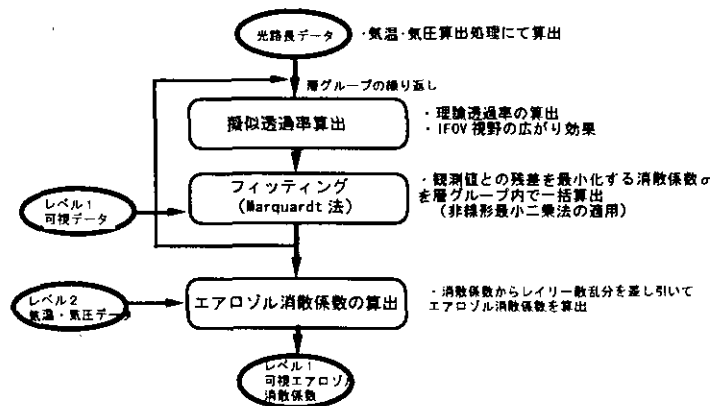 光路長データ
・気温・気圧算出処理にて算出
層グループの繰り返し
擬似透過率算出
・理論透過率の算出
・IFOV 視野の広がり効果
フィッティング
(Marquardt 法)
・観測値との残差を最小化する消散係数σ
を層グループ内で一括算出
(非線形最小二乗法の適用)
レベル1
可視データ
エアロゾル消散係数の算出
・消散係数からレイリー散乱分を差し引いて
エアロゾル消散係数を算出
レベル2
気温・気圧データ
レベル1
可視エアロゾル
消散係数